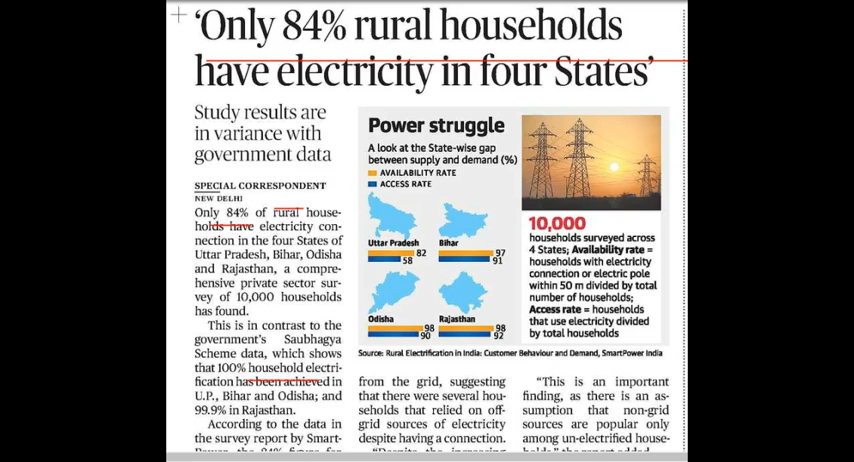 ‘Only 84% rural households
have electricity in four States’
Study results are
in variance with
government data
SPECIAL CORRESPONDENT
NEW DELHI
Only 84% of rural house-
holds have electricity con-
nection in the four States of
Uttar Pradesh, Bihar, Odisha
and Rajasthan, a compre-
hensive private sector sur-
vey of 10,000 households
has found.
This is in contrast to the
government’s Saubhagya
Scheme data, which shows
that 100% household electri-
fication has been achieved in
U.P., Bihar and Odisha; and
99.9% in Rajasthan.
According to the data in
the survey report by Smart-
Power, the 84% figure for
Power struggle
A look at the State-wise gap
between supply and demand (%)
AVAILABILITY RATE
ACCESS RATE
Uttar Pradesh
82
58
Bihar
97
91
Odisha
98
90
Rajasthan
98
92
10,000
households surveyed across
4 States; Availability rate =
households with electricity
connection or electric pole
within 50 m divided by total
number of households;
Access rate = households
that use electricity divided
by total households
Source: Rural Electrification in India: Customer Behaviour and Demand, SmartPower India
from the grid, suggesting
that there were several hou-
seholds that relied on off-
grid sources of electricity
despite having a connection.
“Despite the increasing
“This is an important
finding, as there is an as-
sumption that non-grid
sources are popular only
among un-electrified house-
holds,” the report added.